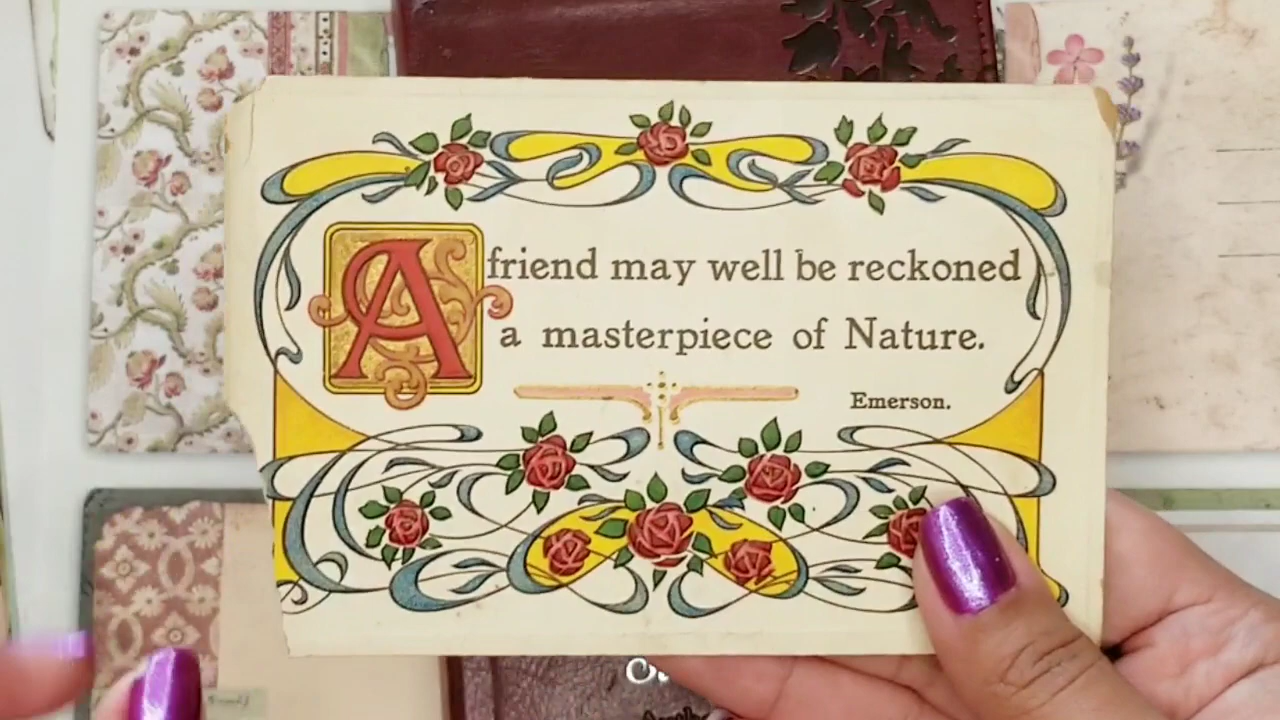 A friend may well be reckoned
a masterpiece of Nature.
Emerson.